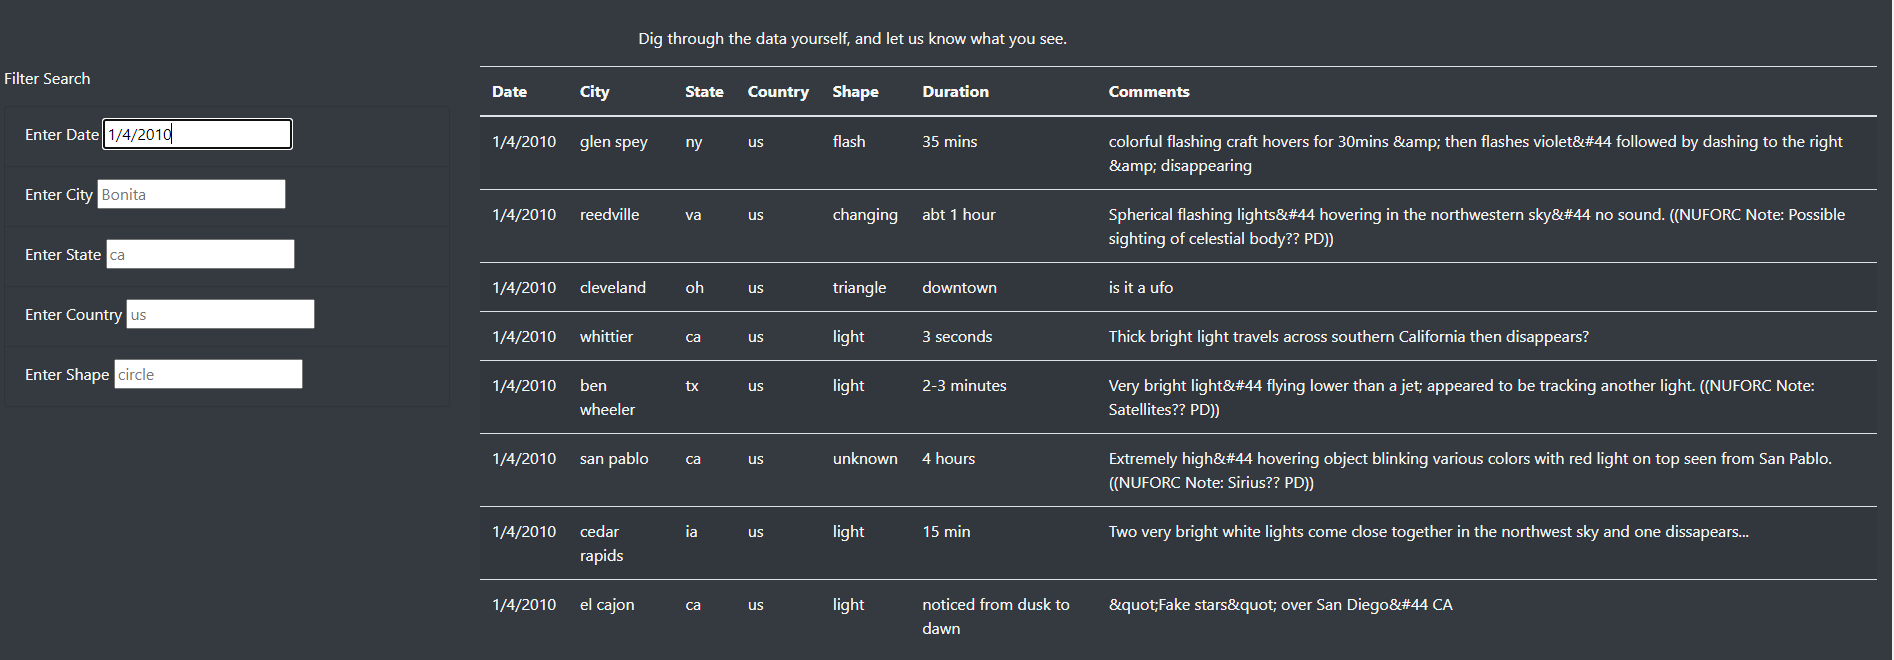 Dig through the data yourself, and let us know what you see.
Filter Search
Enter Date 1/4/2010
Enter City Bonita
Enter State ca
Enter Country us
Enter Shape circle
Date City State Country Shape Duration Comments
1/4/2010 glen spey ny us flash 35 mins colorful flashing craft hovers for 30mins &amp; then flashes violet&#44 followed by dashing to the right
&amp; disappearing
1/4/2010 reedville va us changing abt 1 hour Spherical flashing lights&#44 hovering in the northwestern sky&#44 no sound. ((NUFORC Note: Possible
sighting of celestial body?? PD))
1/4/2010 cleveland oh us triangle downtown is it a ufo
1/4/2010 whittier ca us light 3 seconds Thick bright light travels across southern California then disappears?
1/4/2010 ben tx us light 2-3 minutes Very bright light&#44 flying lower than a jet; appeared to be tracking another light. ((NUFORC Note:
wheeler Satellites?? PD))
1/4/2010 san pablo ca us unknown 4 hours Extremely high&#44 hovering object blinking various colors with red light on top seen from San Pablo.
((NUFORC Note: Sirius?? PD))
1/4/2010 cedar ia us light 15 min Two very bright white lights come close together in the northwest sky and one dissapears...
rapids
1/4/2010 el cajon ca us light noticed from dusk to &quot;Fake stars&quot; over San Diego&#44 CA
dawn